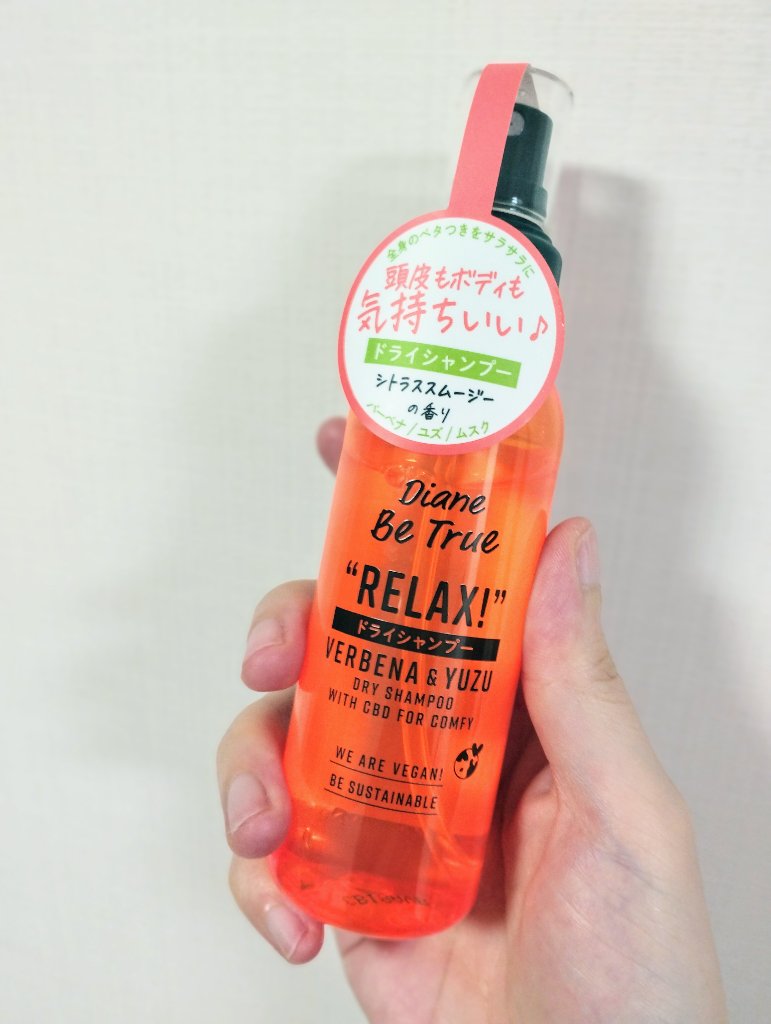 全身のベタつきをサラサラに
頭皮もボディも
気持ちいい♪
ドライシャンプー
シトラススムージー
の香り
バーベナ/ユズ/ムスク
Diane
Be True
“RELAX!”
ドライシャンプー
VERBENA & YUZU
DRY SHAMPOO
WITH CBD FOR COMFY
WE ARE VEGAN!
BE SUSTAINABLE